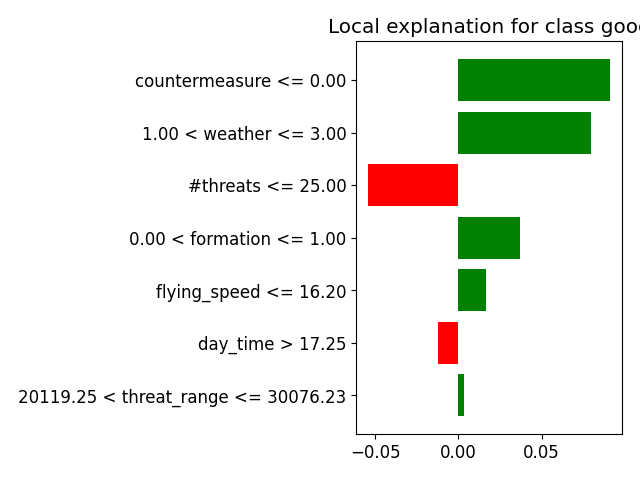 Local explanation for class goo
countermeasure <= 0.00
1.00 < weather <= 3.00
#threats <= 25.00
0.00 < formation <= 1.00
flying_speed <= 16.20
day_time > 17.25
20119.25 < threat_range <= 30076.23
−0.05 0.00 0.05